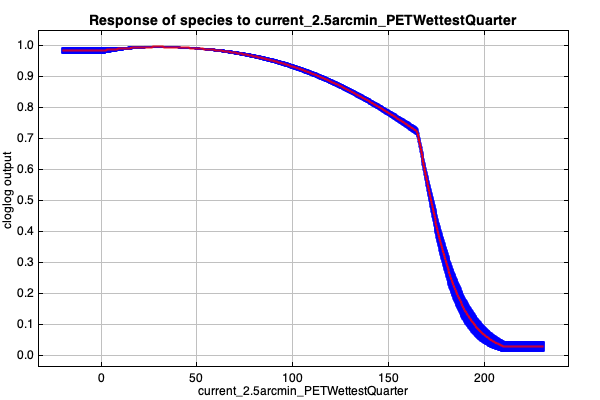 Response of species to current_2.5arcmin_PETWettestQuarter
1.0
0.9
0.8
0.7
0.6
0.5
0.4
0.3
0.2
0.1
0.0
cloglog output
0 50 100 150 200
current_2.5arcmin_PETWettestQuarter